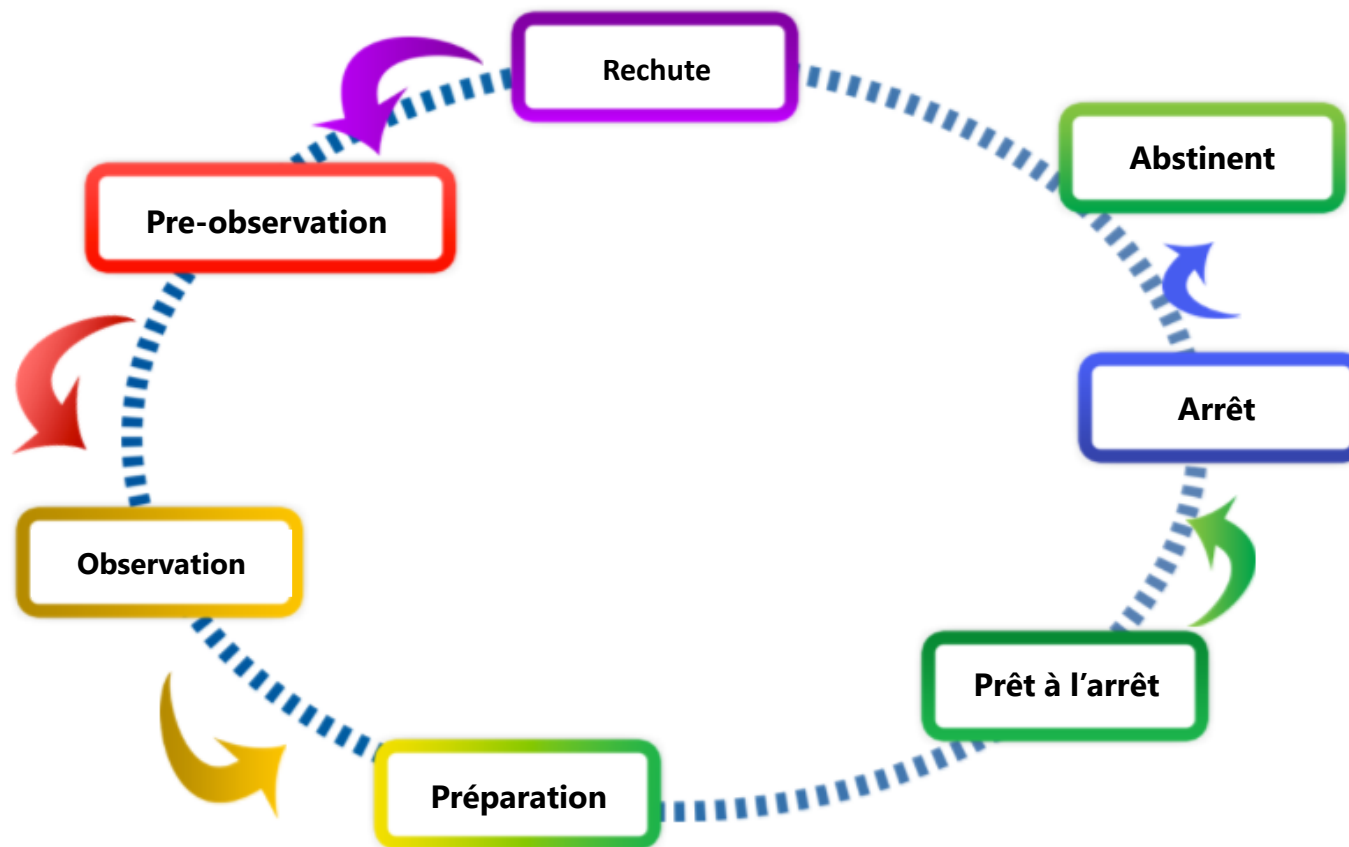 Rechute
Abstinent
Pre-observation
Arrêt
Observation
Prêt à l’arrêt
Préparation